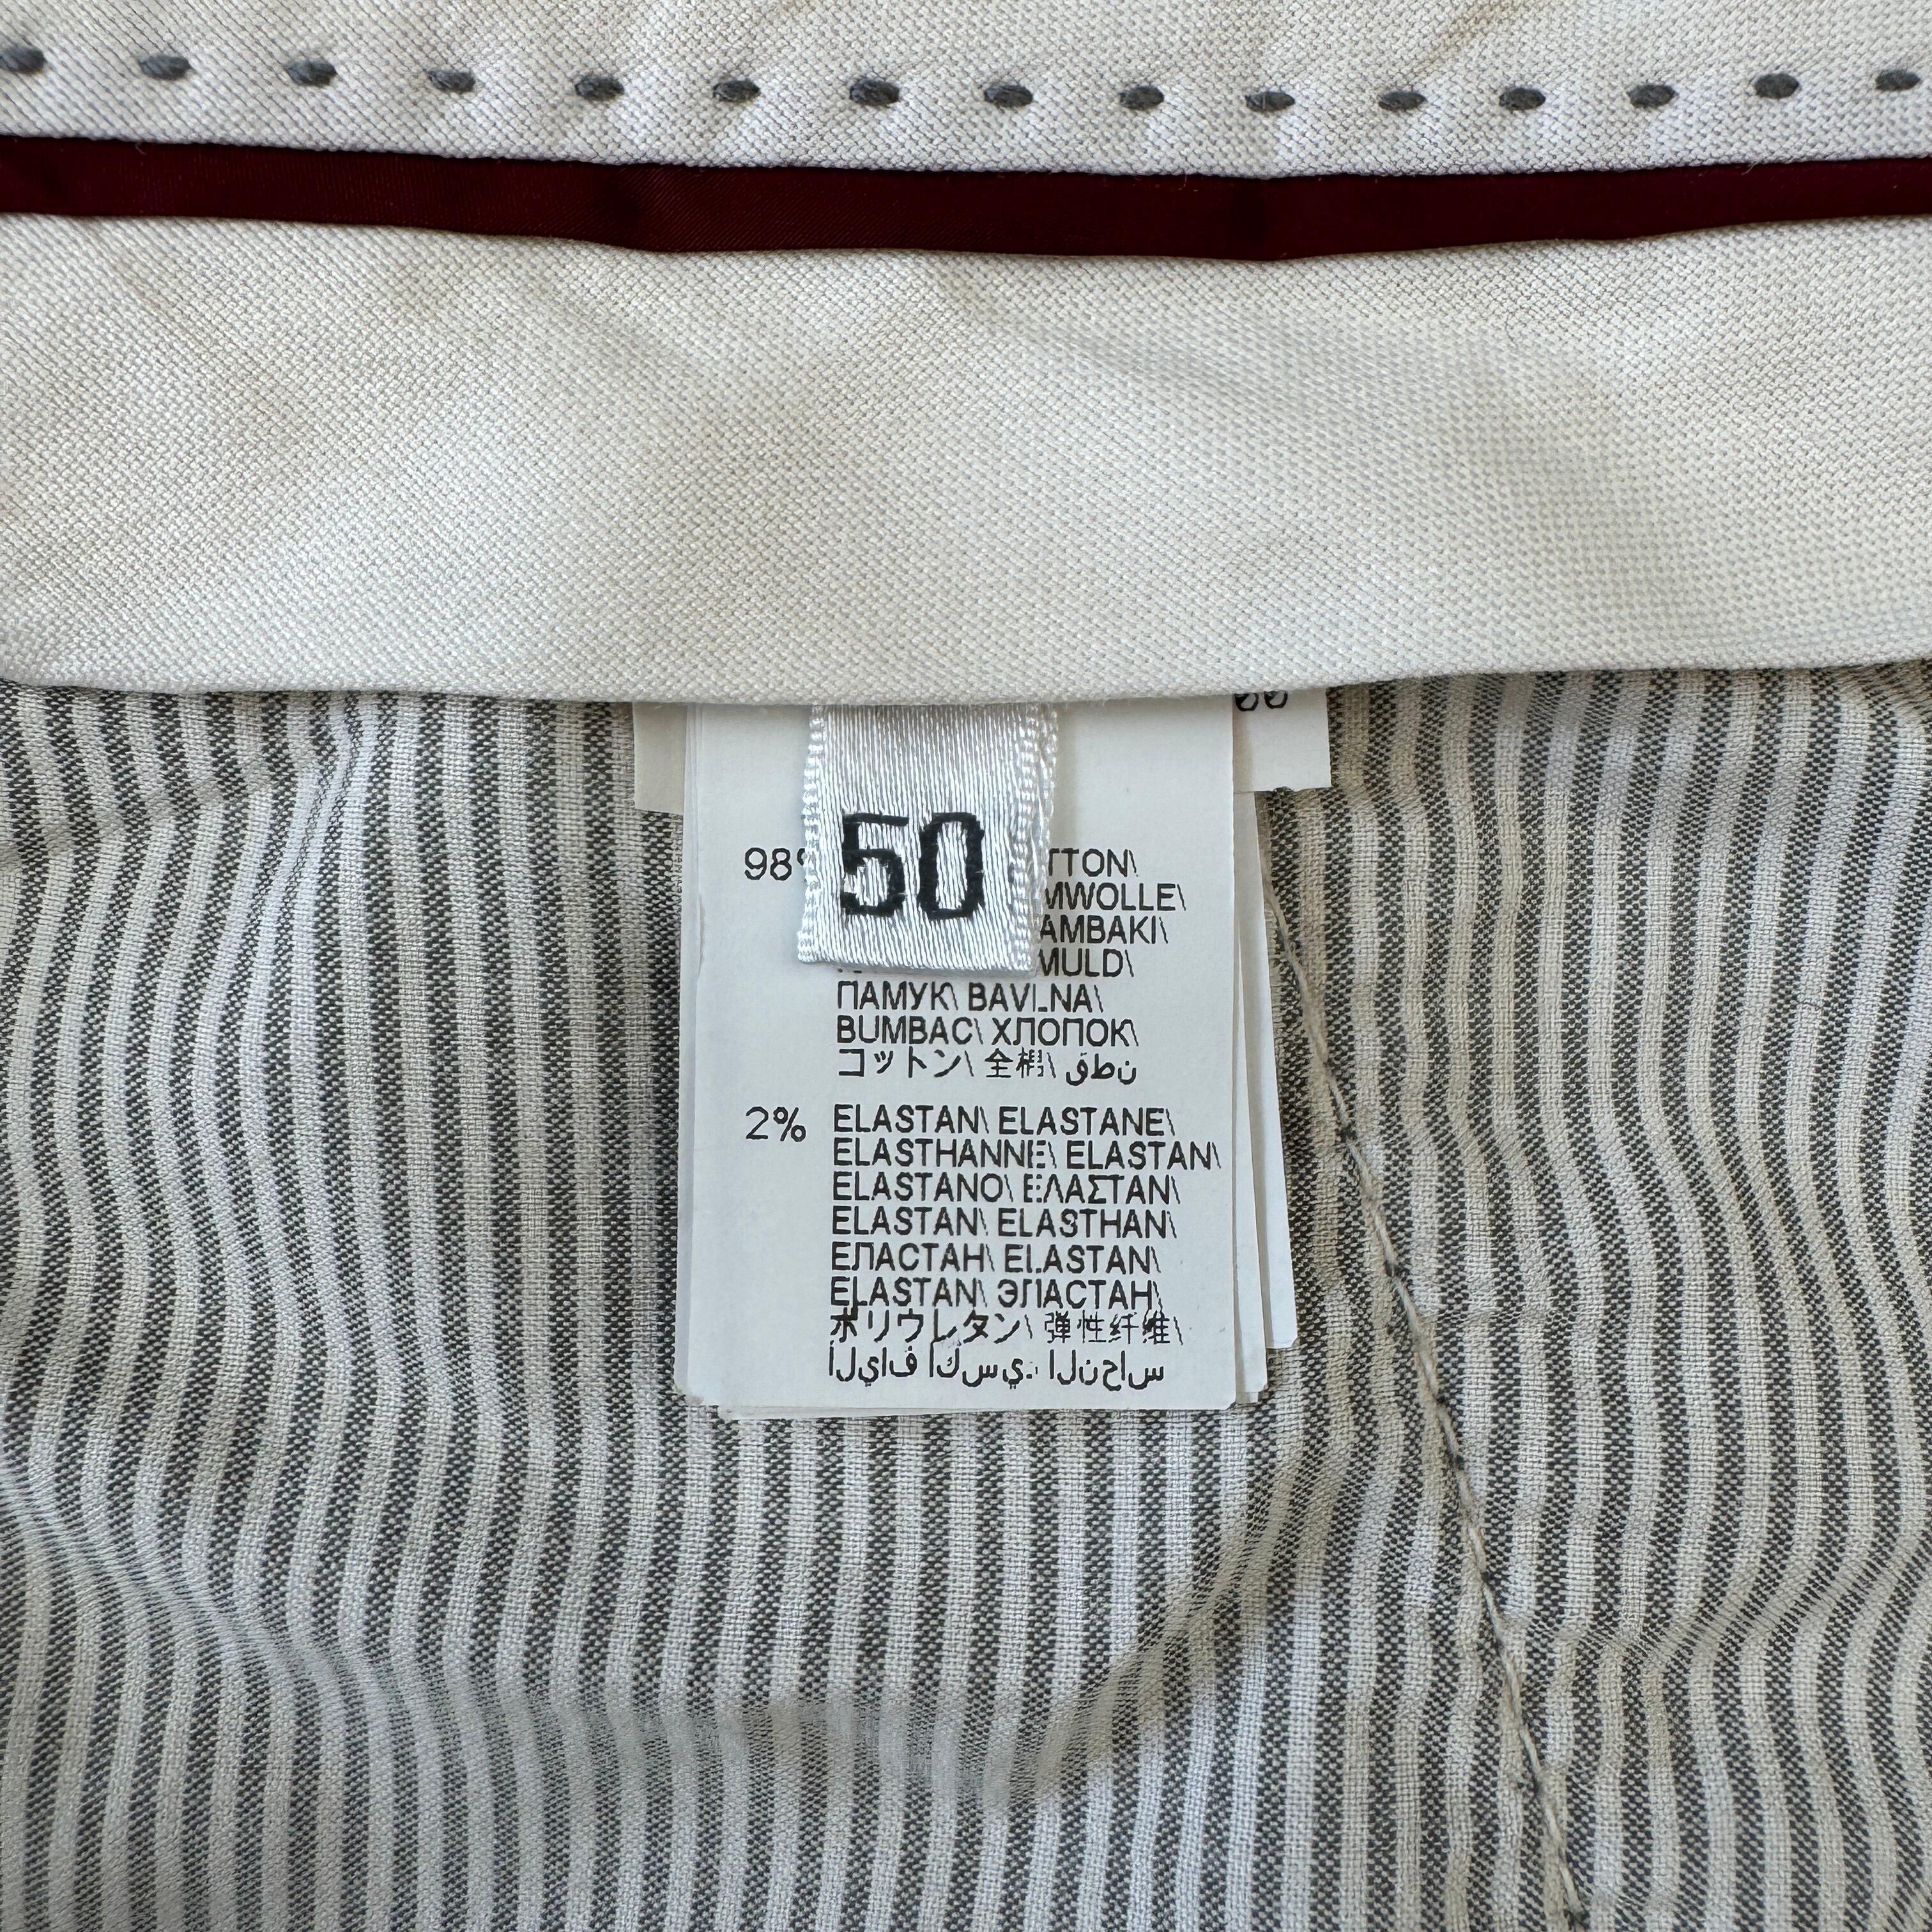 50
98%
TTON\
MWOLLE\
AMBAKI\
MULD\
ПАМУК\ BAVLNA\
BUMBAC\ ХЛОПОК\
コットン\ 全棉\ قطن
2% ELASTAN\ ELASTANE\
ELASTHANNE\ ELASTAN\
ELASTANO\ ΕΛΑΣΤΑΝ\
ELASTAN\ ELASTHAN\
ЕЛАСТАН\ ELASTAN\
ELASTAN\ ЭЛАСТАН\
ポリウレタン\ 弾性纤维\